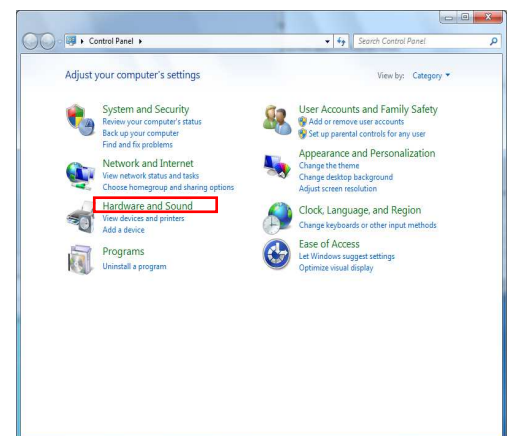 Control Panel
Search Control Panel
Adjust your computer's settings
View by: Category
System and Security
Review your computer's status
Back up your computer
Find and fix problems
Network and Internet
View network status and tasks
Choose homegroup and sharing options
Hardware and Sound
View devices and printers
Add a device
Programs
Uninstall a program
User Accounts and Family Safety
Add or remove user accounts
Set up parental controls for any user
Appearance and Personalization
Change the theme
Change desktop background
Adjust screen resolution
Clock, Language, and Region
Change keyboards or other input methods
Ease of Access
Let Windows suggest settings
Optimize visual display